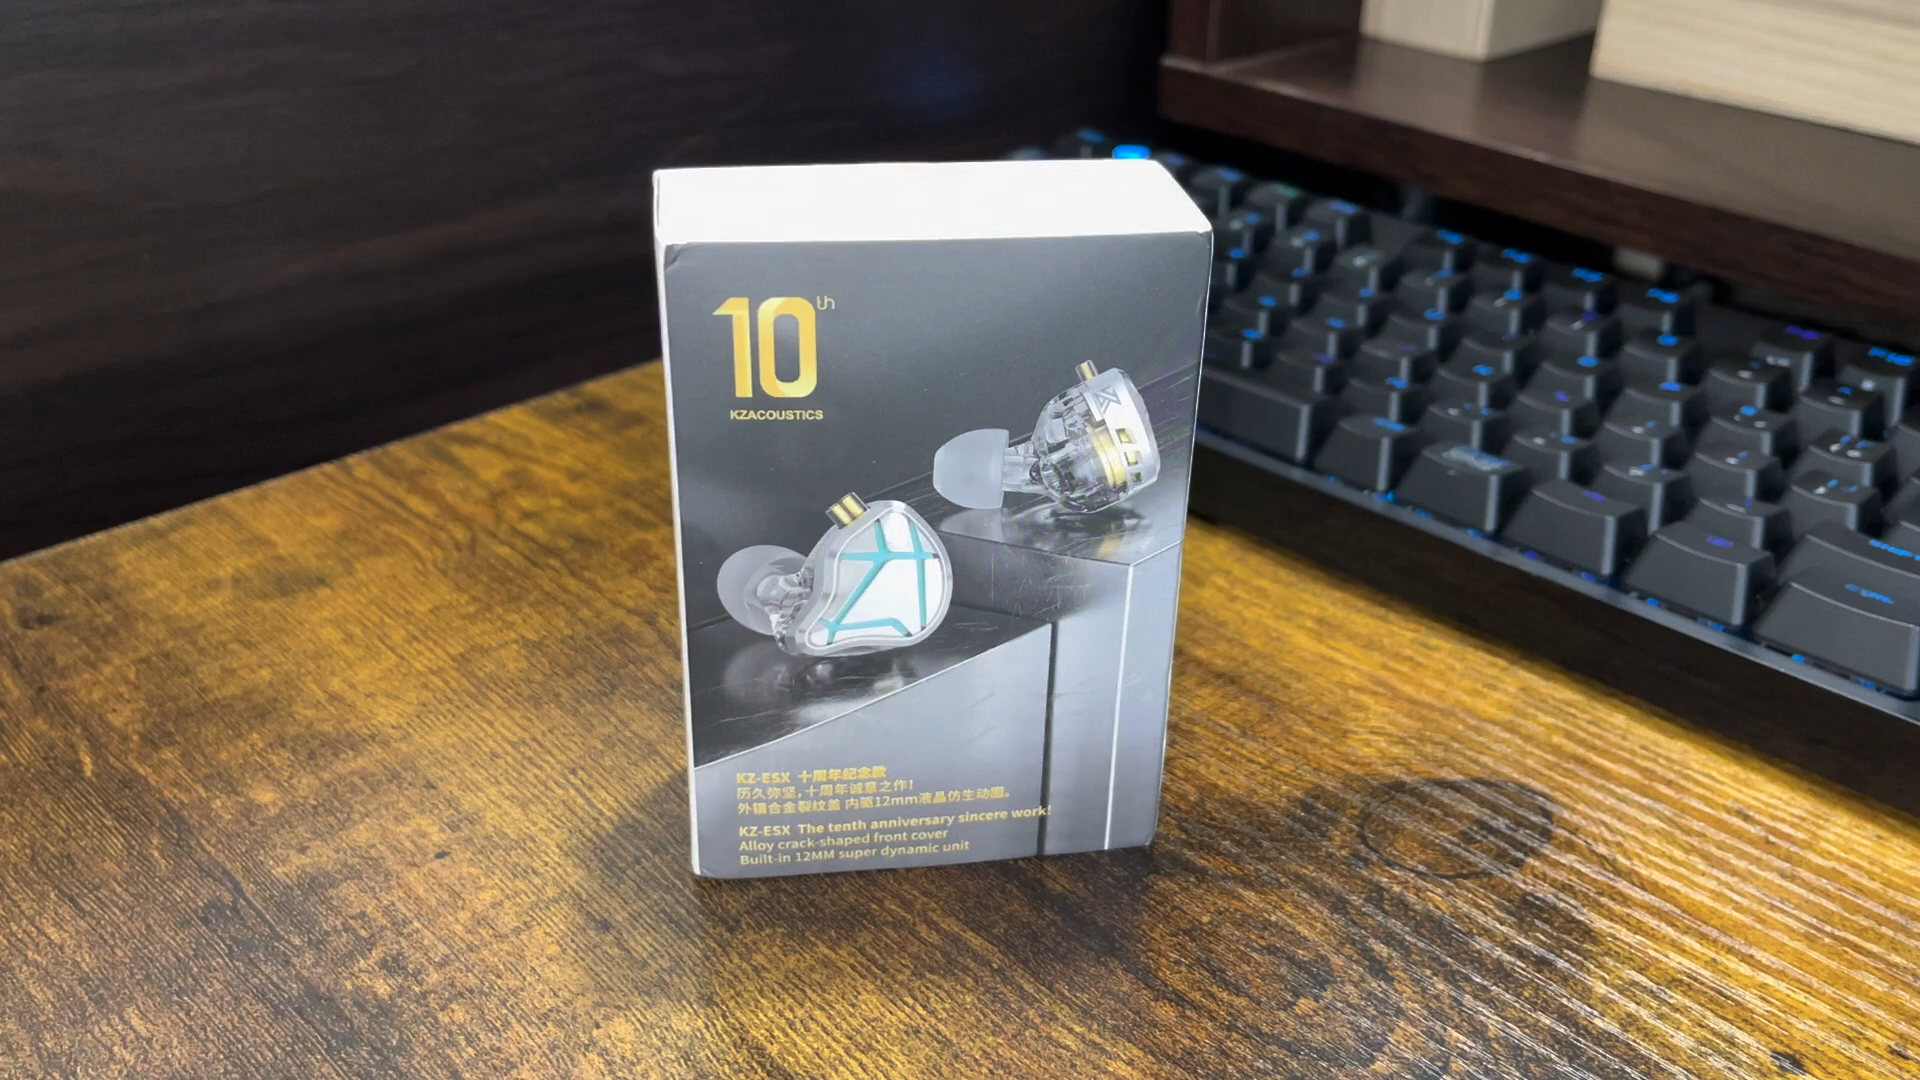 10th
KZACOUSTICS
KZ-ESX 十周年纪念款
历久弥坚,十周年诚意之作!
外镶合金裂纹盖 内驱12mm液晶仿生动圈。
KZ-ESX The tenth anniversary sincere work!
Alloy crack-shaped front cover
Built-in 12MM super dynamic unit